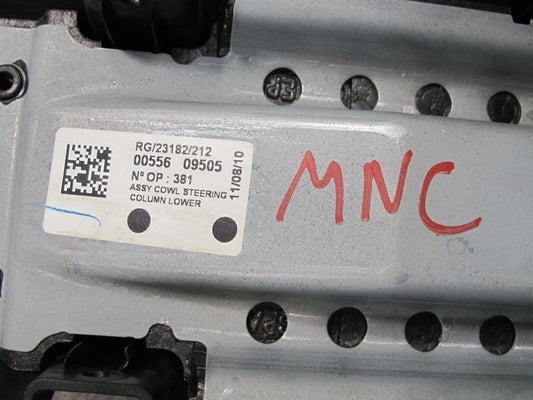 RG/23182/212
00556 09505
N° OP : 381
ASSY COWL STEERING
COLUMN LOWER
11/08/10
MNC